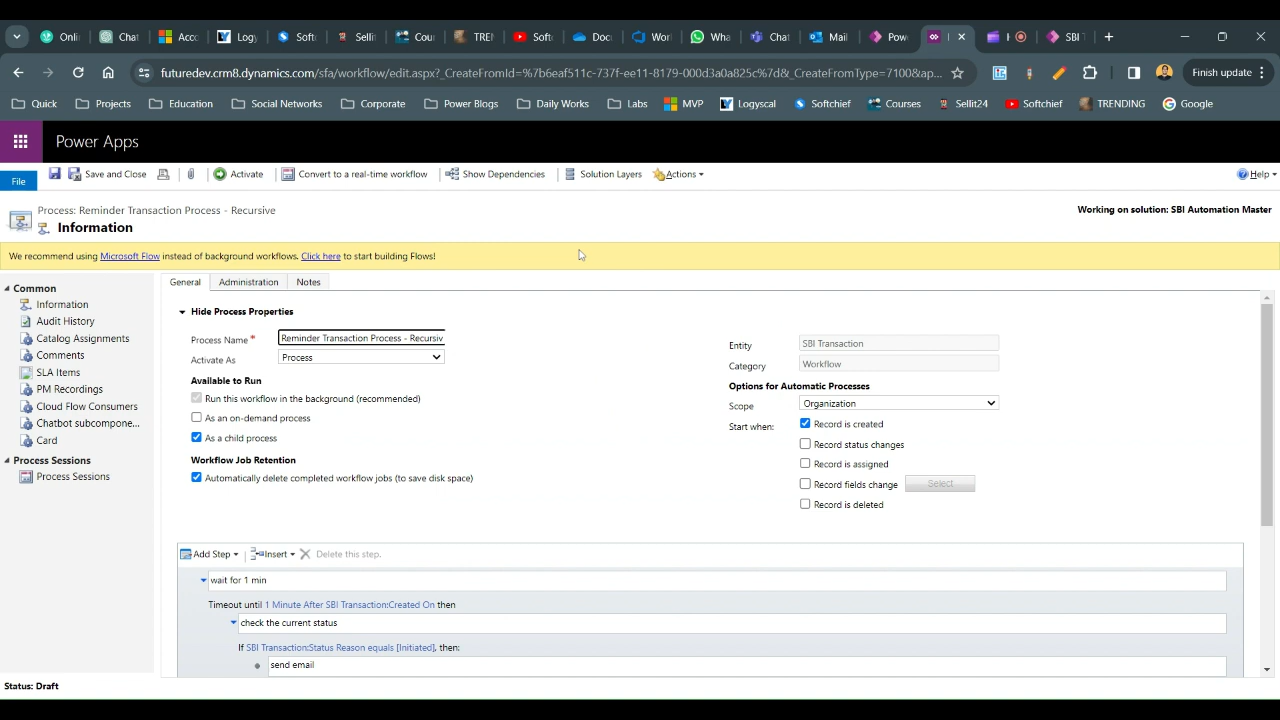 Onli
Chat
Acco
Logy
Soft
Sellit
Cour
TREN
Softc
Docu
Worl
Wha
Chat
Mail
Pow
SBI T
futuredev.crm8.dynamics.com/sfa/workflow/edit.aspx?_CreateFromId=%7b6eaf511c-737f-ee11-8179-000d3a0a825c%7d&_CreateFromType=7100&ap...
Finish update
Quick
Projects
Education
Social Networks
Corporate
Power Blogs
Daily Works
Labs
MVP
Logyscal
Softchief
Courses
Sellit24
Softchief
TRENDING
Google
Power Apps
File
Save and Close
Activate
Convert to a real-time workflow
Show Dependencies
Solution Layers
Actions
Help
Process: Reminder Transaction Process - Recursive
Information
Working on solution: SBI Automation Master
We recommend using Microsoft Flow instead of background workflows. Click here to start building Flows!
Common
Information
Audit History
Catalog Assignments
Comments
SLA Items
PM Recordings
Cloud Flow Consumers
Chatbot subcompone...
Card
Process Sessions
Process Sessions
General
Administration
Notes
Hide Process Properties
Process Name *
Reminder Transaction Process - Recursiv
Activate As
Process
Available to Run
Run this workflow in the background (recommended)
As an on-demand process
As a child process
Workflow Job Retention
Automatically delete completed workflow jobs (to save disk space)
Entity
SBI Transaction
Category
Workflow
Options for Automatic Processes
Scope
Organization
Start when:
Record is created
Record status changes
Record is assigned
Record fields change
Select
Record is deleted
Add Step
Insert
Delete this step.
wait for 1 min
Timeout until 1 Minute After SBI Transaction:Created On then
check the current status
If SBI Transaction:Status Reason equals [Initiated], then:
send email
Status: Draft